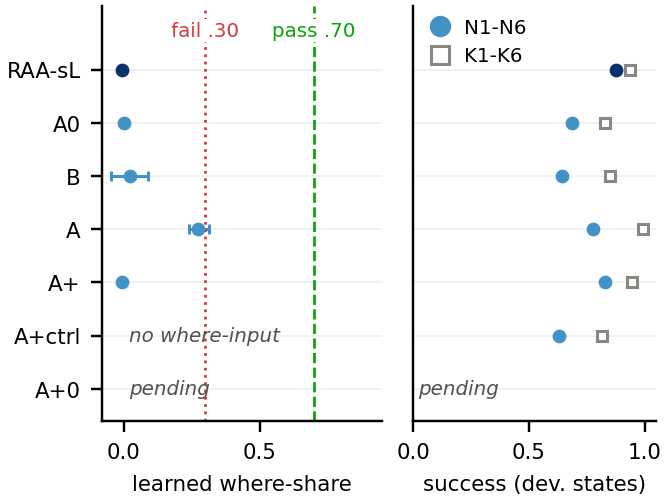 fail .30
pass .70
N1-N6
K1-K6
RAA-sL
A0
B
A
A+
A+ctrl
no where-input
A+0
pending
pending
0.0
0.5
0.0
0.5
1.0
learned where-share
success (dev. states)